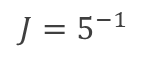 J = 5⁻¹